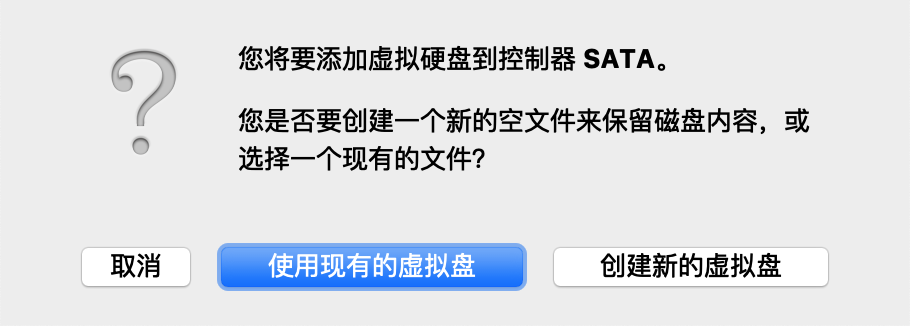 您将要添加虚拟硬盘到控制器 SATA。
您是否要创建一个新的空文件来保留磁盘内容，或
选择一个现有的文件？
取消
使用现有的虚拟盘
创建新的虚拟盘